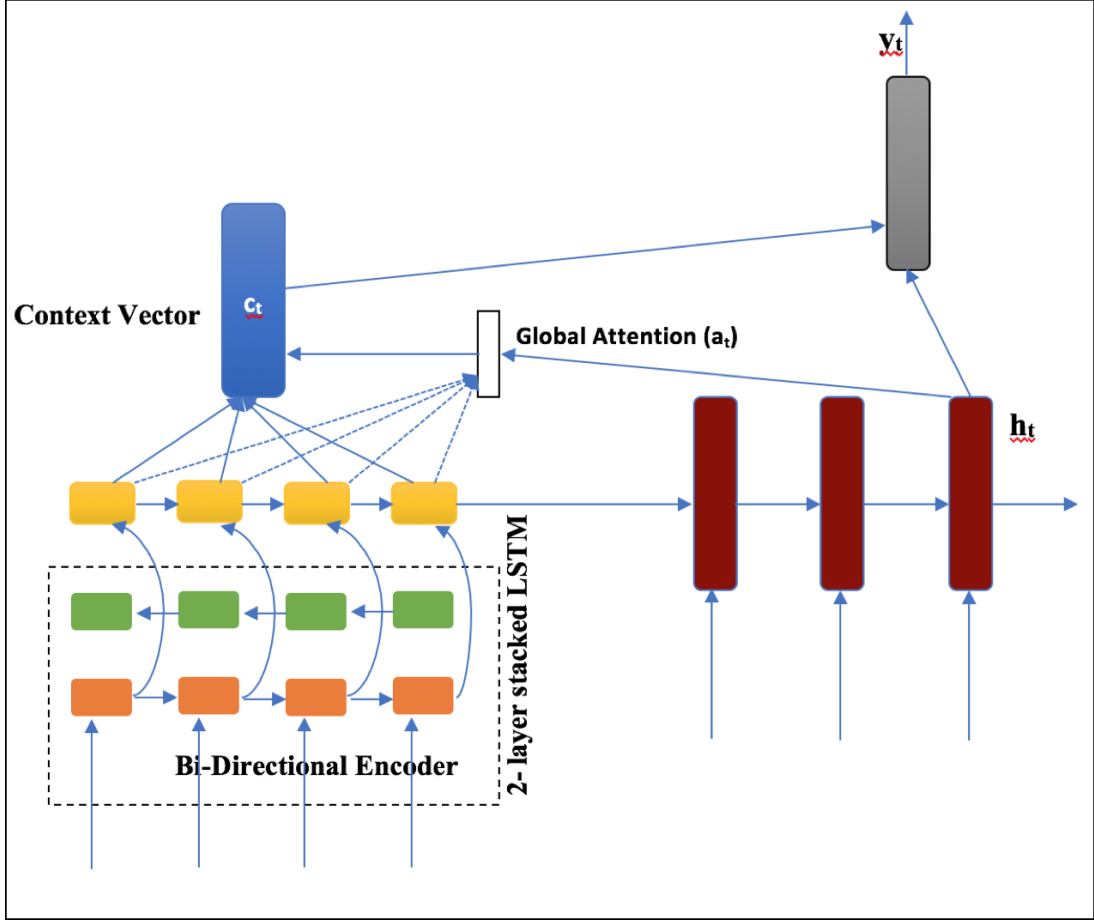 yt
ct
Context Vector
Global Attention (at)
ht
2- layer stacked LSTM
Bi-Directional Encoder